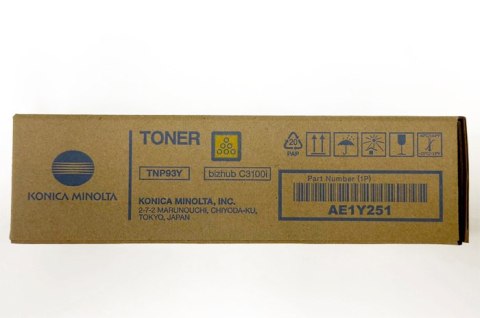 KONICA MINOLTA
TONER
TNP93Y
bizhub C3100i
KONICA MINOLTA, INC.
2-7-2 MARUNOUCHI, CHIYODA-KU,
TOKYO, JAPAN
20
PAP
Part Number (1P)
AE1Y251